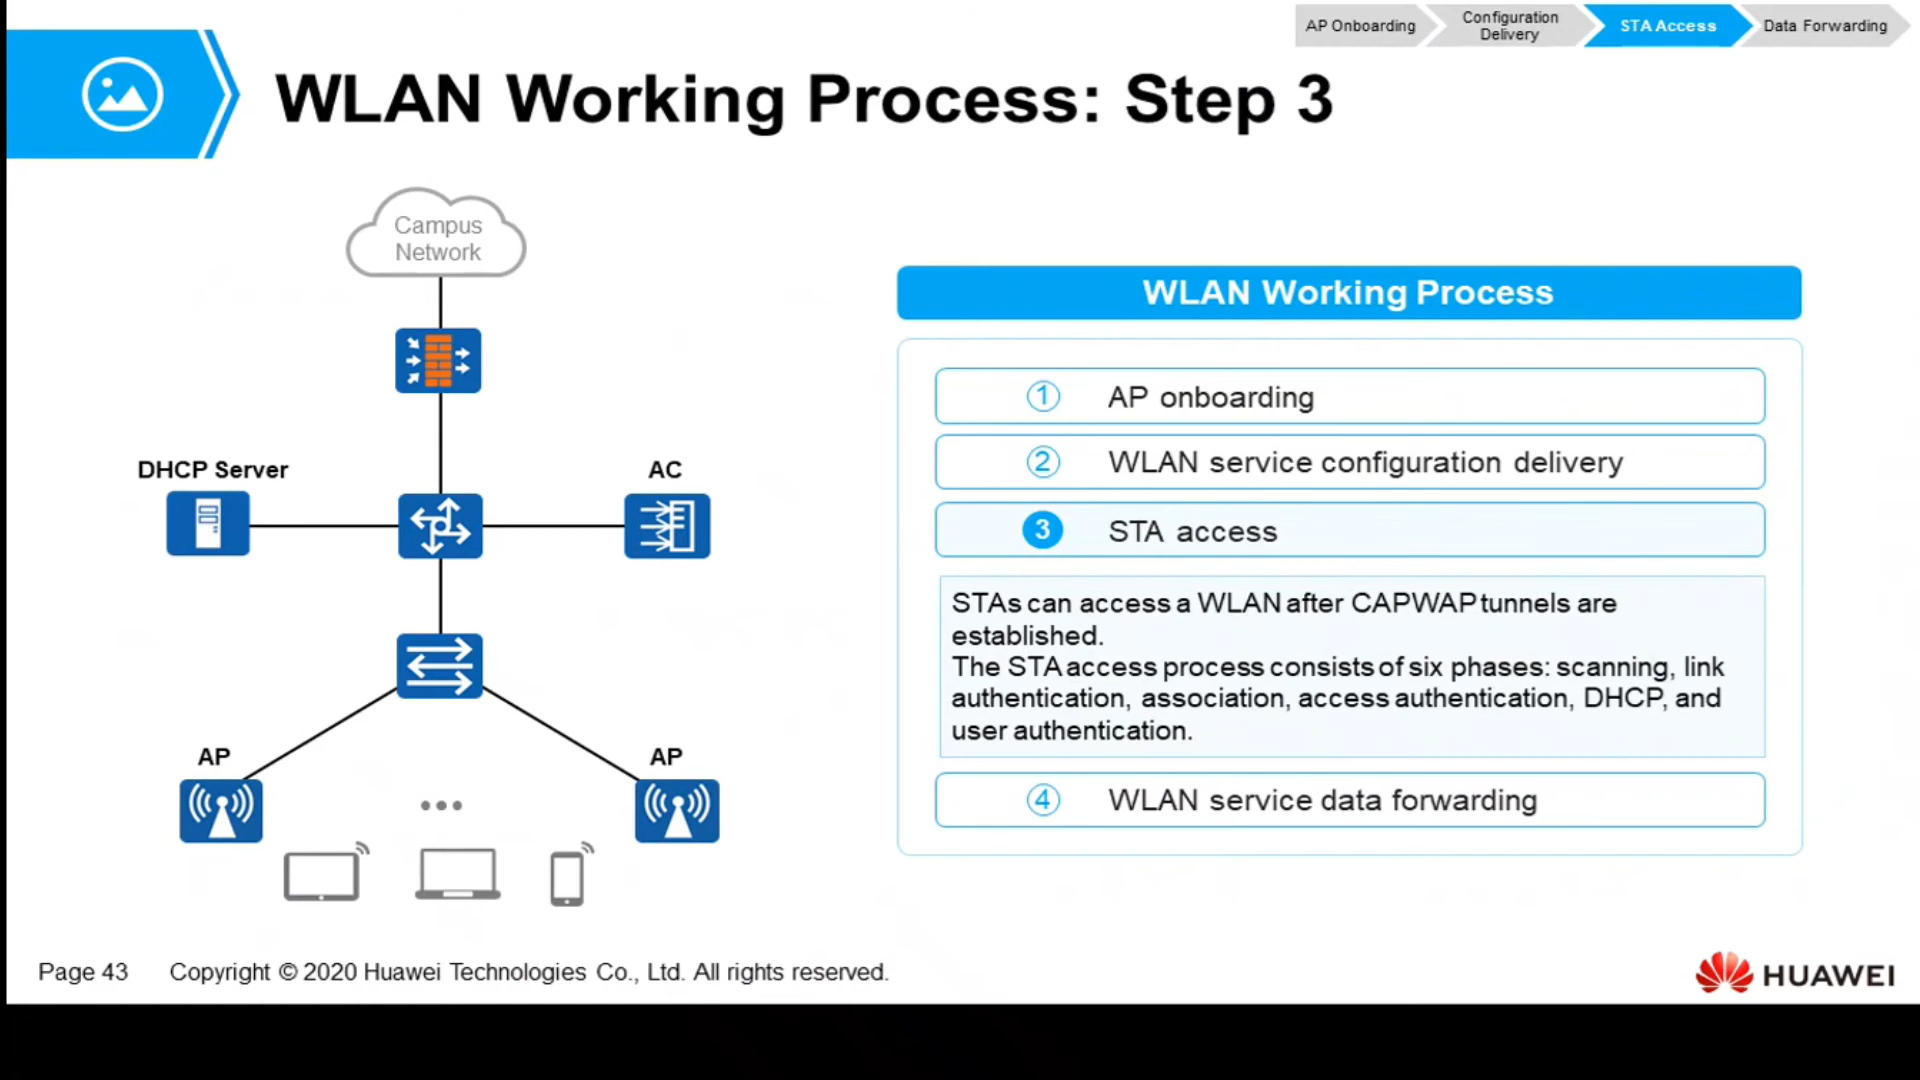 AP Onboarding
Configuration
Delivery
STA Access
Data Forwarding
WLAN Working Process: Step 3
Campus
Network
DHCP Server
AC
AP
AP
WLAN Working Process
1 AP onboarding
2 WLAN service configuration delivery
3 STA access
STAs can access a WLAN after CAPWAP tunnels are
established.
The STA access process consists of six phases: scanning, link
authentication, association, access authentication, DHCP, and
user authentication.
4 WLAN service data forwarding
Page 43 Copyright © 2020 Huawei Technologies Co., Ltd. All rights reserved.
HUAWEI